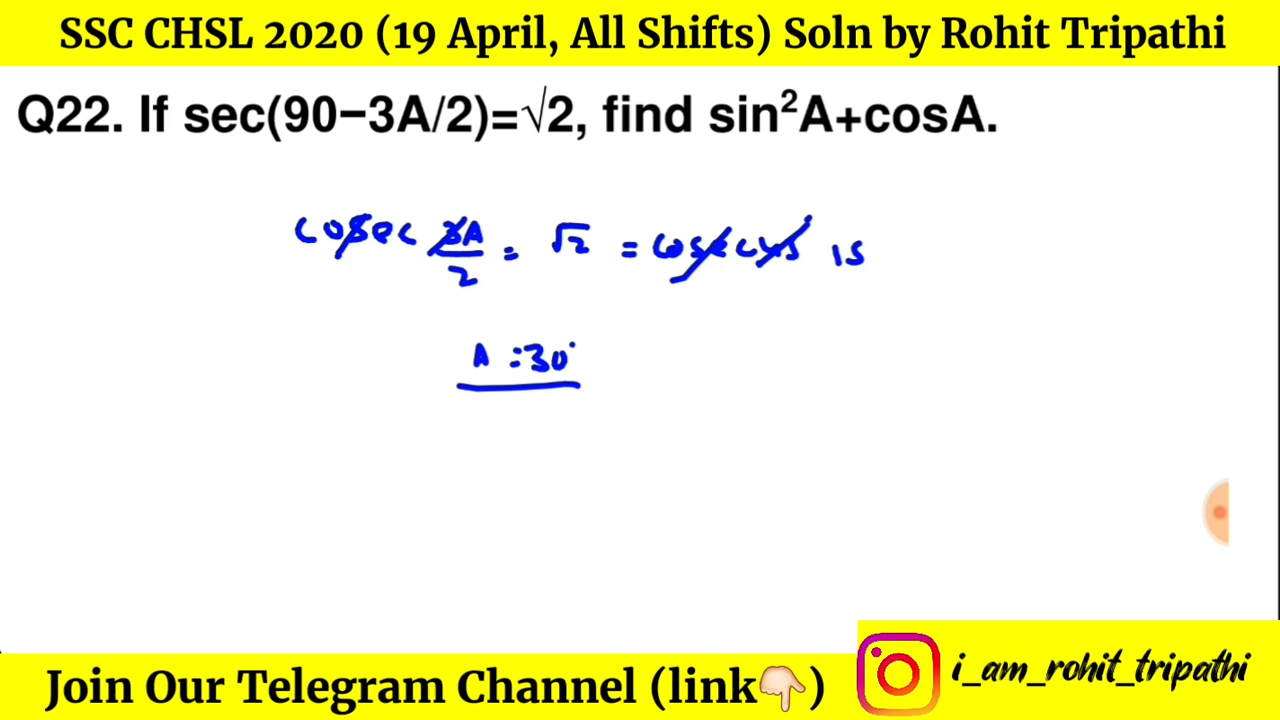 SSC CHSL 2020 (19 April, All Shifts) Soln by Rohit Tripathi
Q22. If sec(90−3A/2)=√2, find sin²A+cosA.
cosec 3A/2 = √2 = cosec 45 15
A = 30°
Join Our Telegram Channel (link👇)
i_am_rohit_tripathi